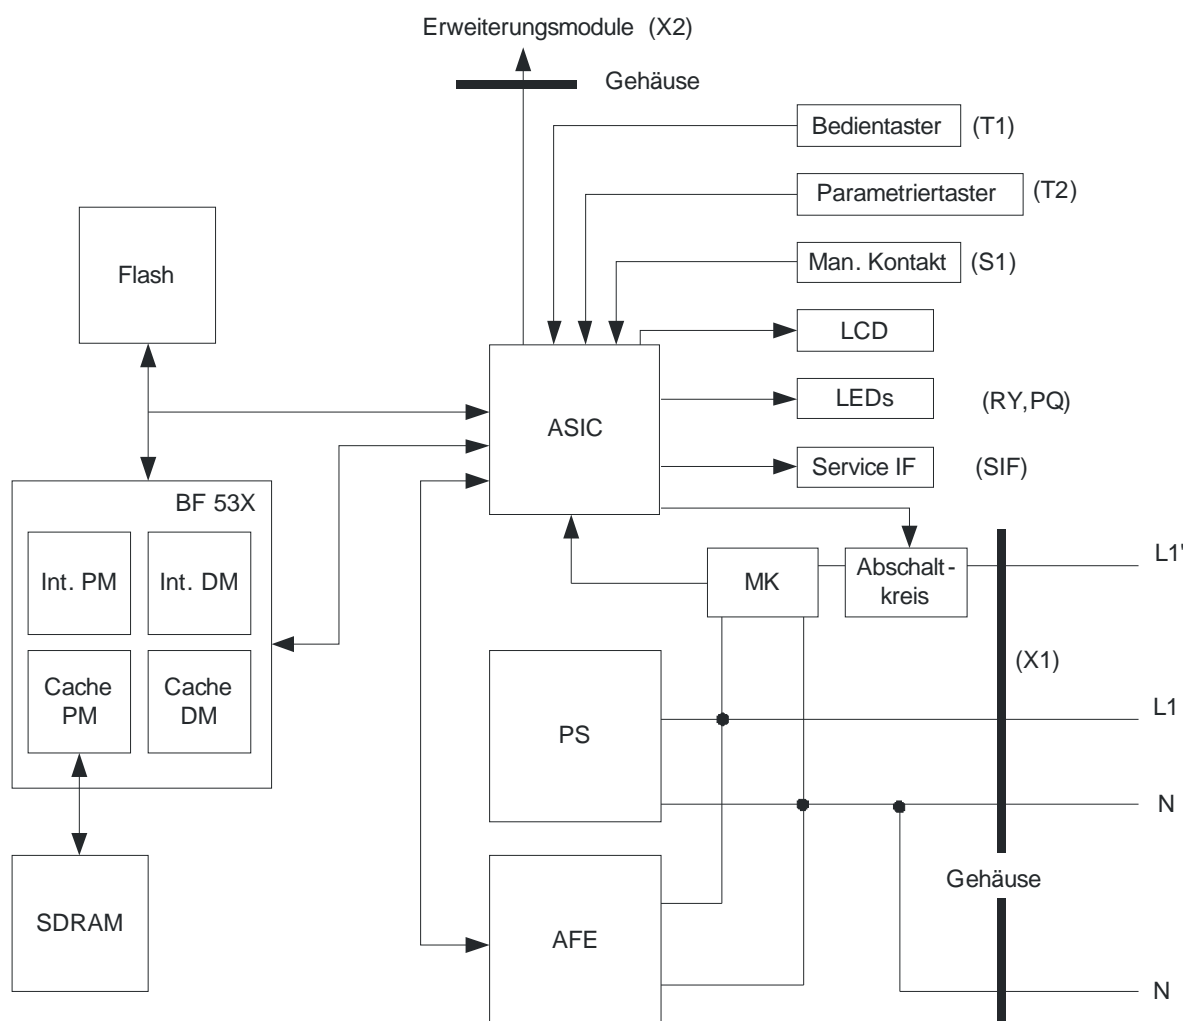 Erweiterungsmodule (X2)
Gehäuse
Bedientaster (T1)
Parametriertaster (T2)
Man. Kontakt (S1)
Flash
LCD
LEDs (RY,PQ)
ASIC
Service IF (SIF)
BF 53X
L1'
Int. PM Int. DM
MK
Abschalt-
kreis
(X1)
Cache
PM
Cache
DM
L1
PS
N
Gehäuse
SDRAM
AFE
N